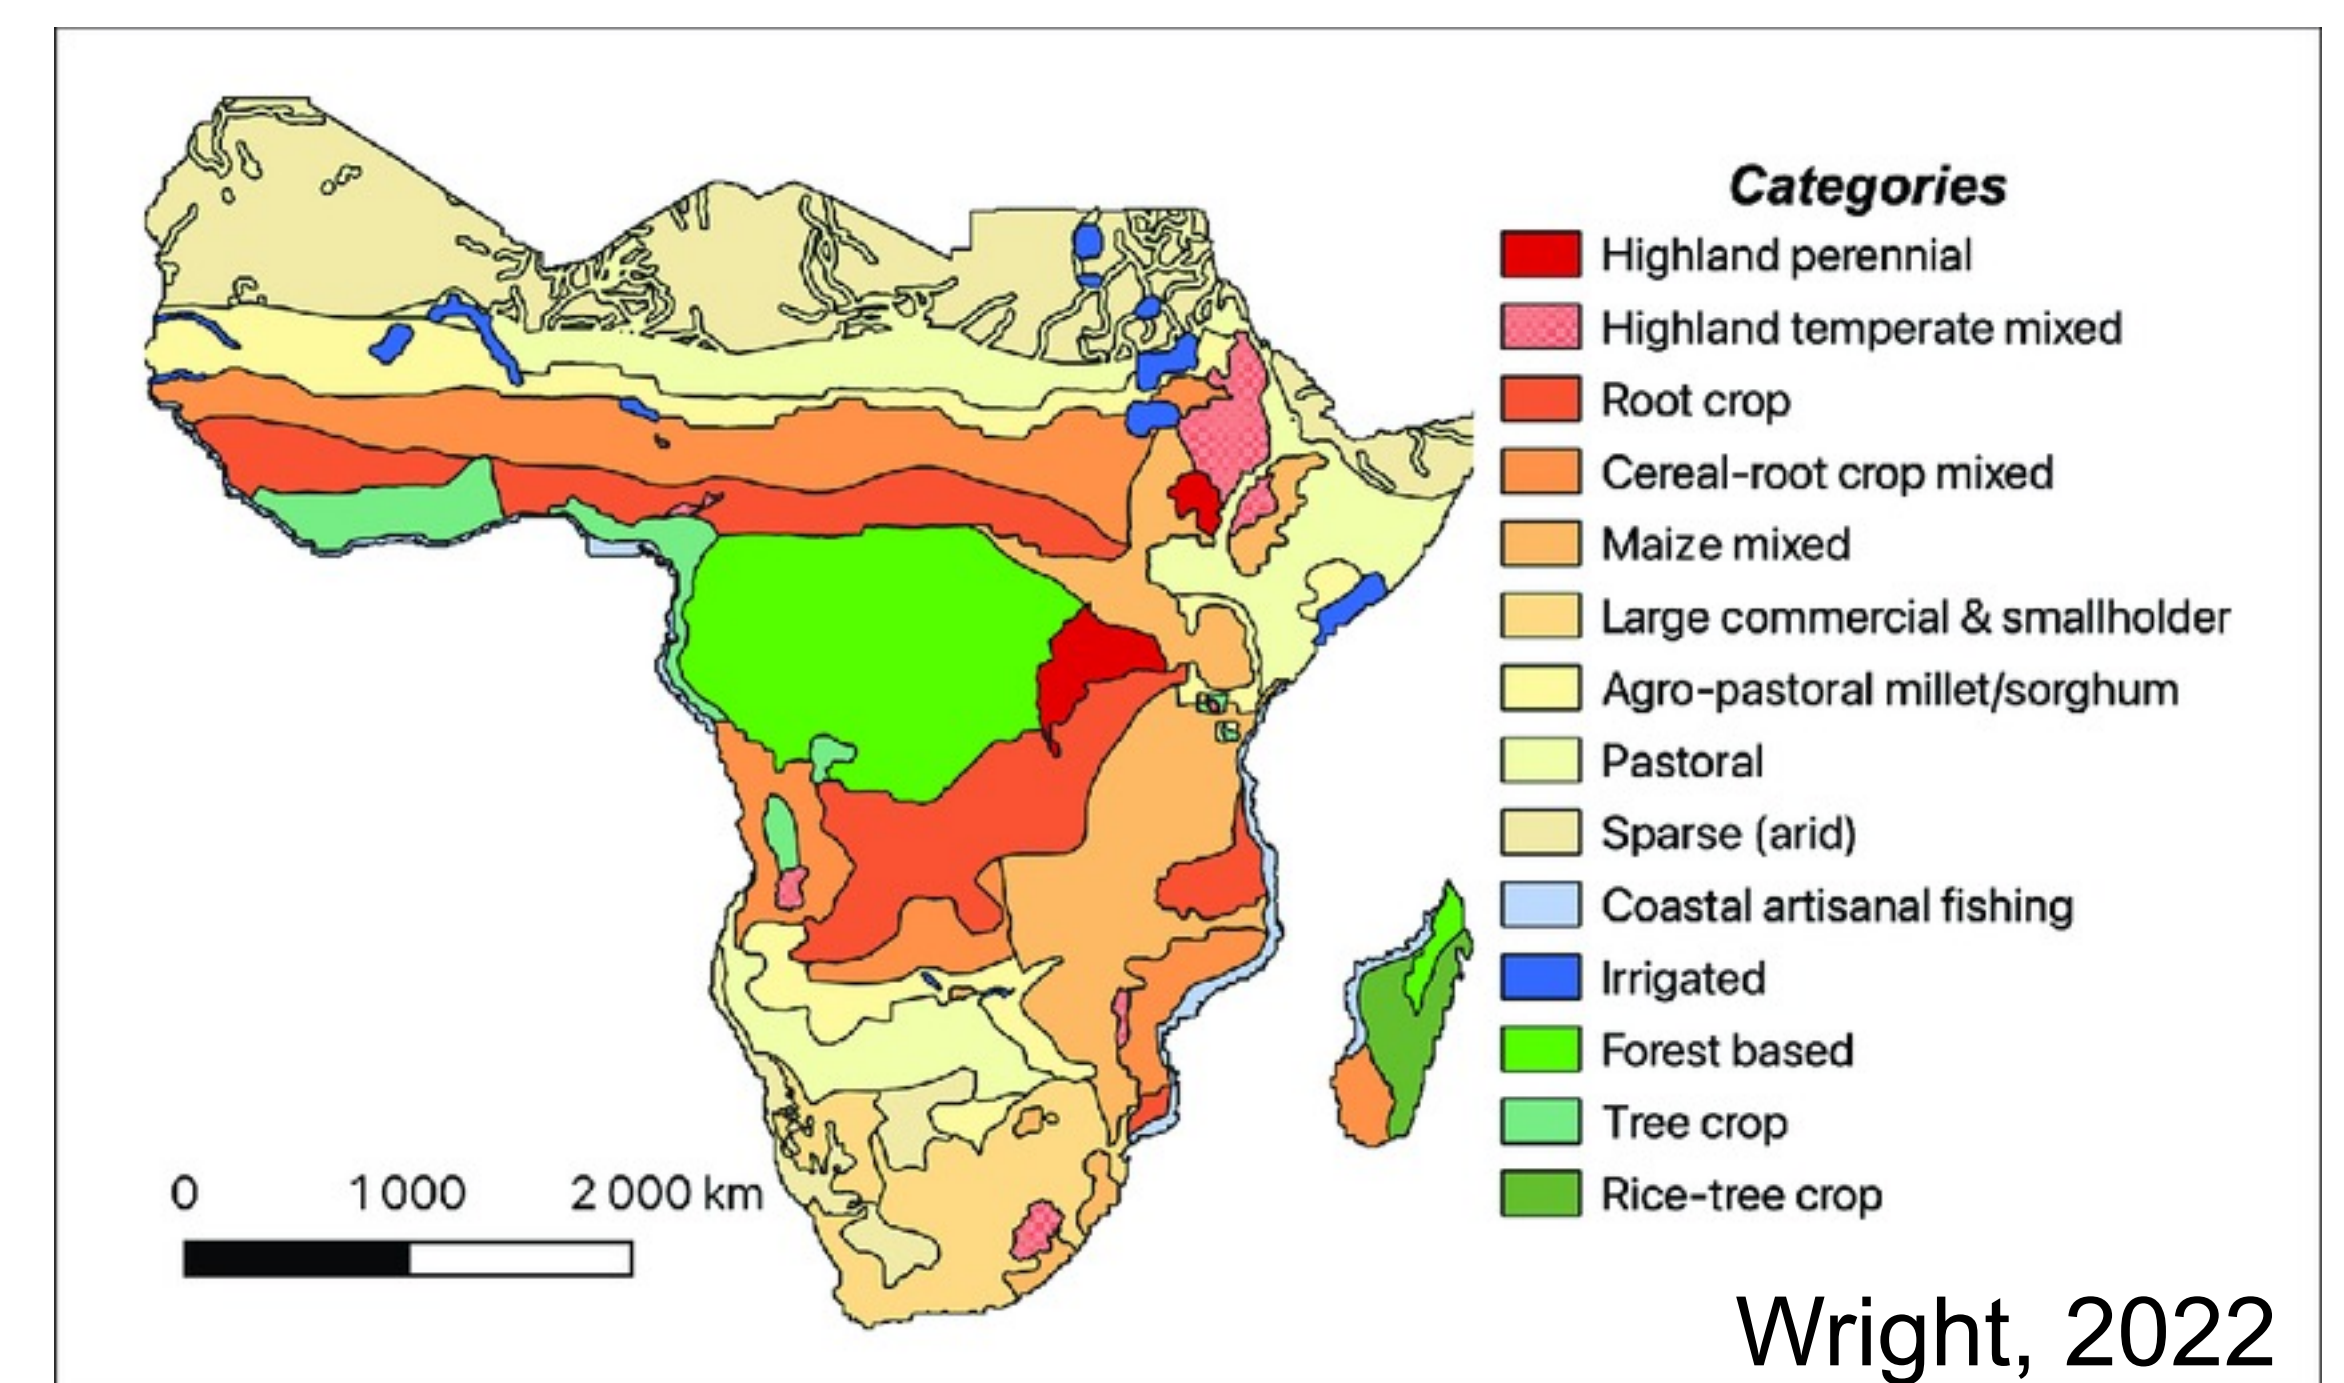 Categories
Highland perennial
Highland temperate mixed
Root crop
Cereal-root crop mixed
Maize mixed
Large commercial & smallholder
Agro-pastoral millet/sorghum
Pastoral
Sparse (arid)
Coastal artisanal fishing
Irrigated
Forest based
Tree crop
Rice-tree crop
0 1 000 2 000 km
Wright, 2022